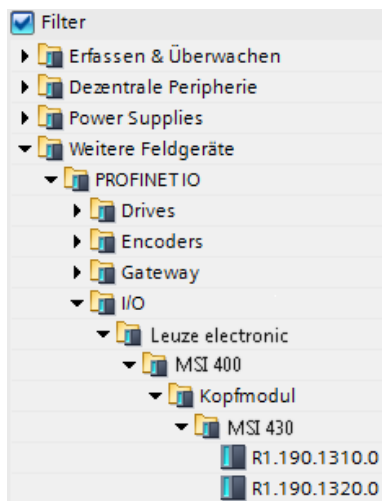 Filter
Erfassen & Überwachen
Dezentrale Peripherie
Power Supplies
Weitere Feldgeräte
PROFINET IO
Drives
Encoders
Gateway
I/O
Leuze electronic
MSI 400
Kopfmodul
MSI 430
R1.190.1310.0
R1.190.1320.0